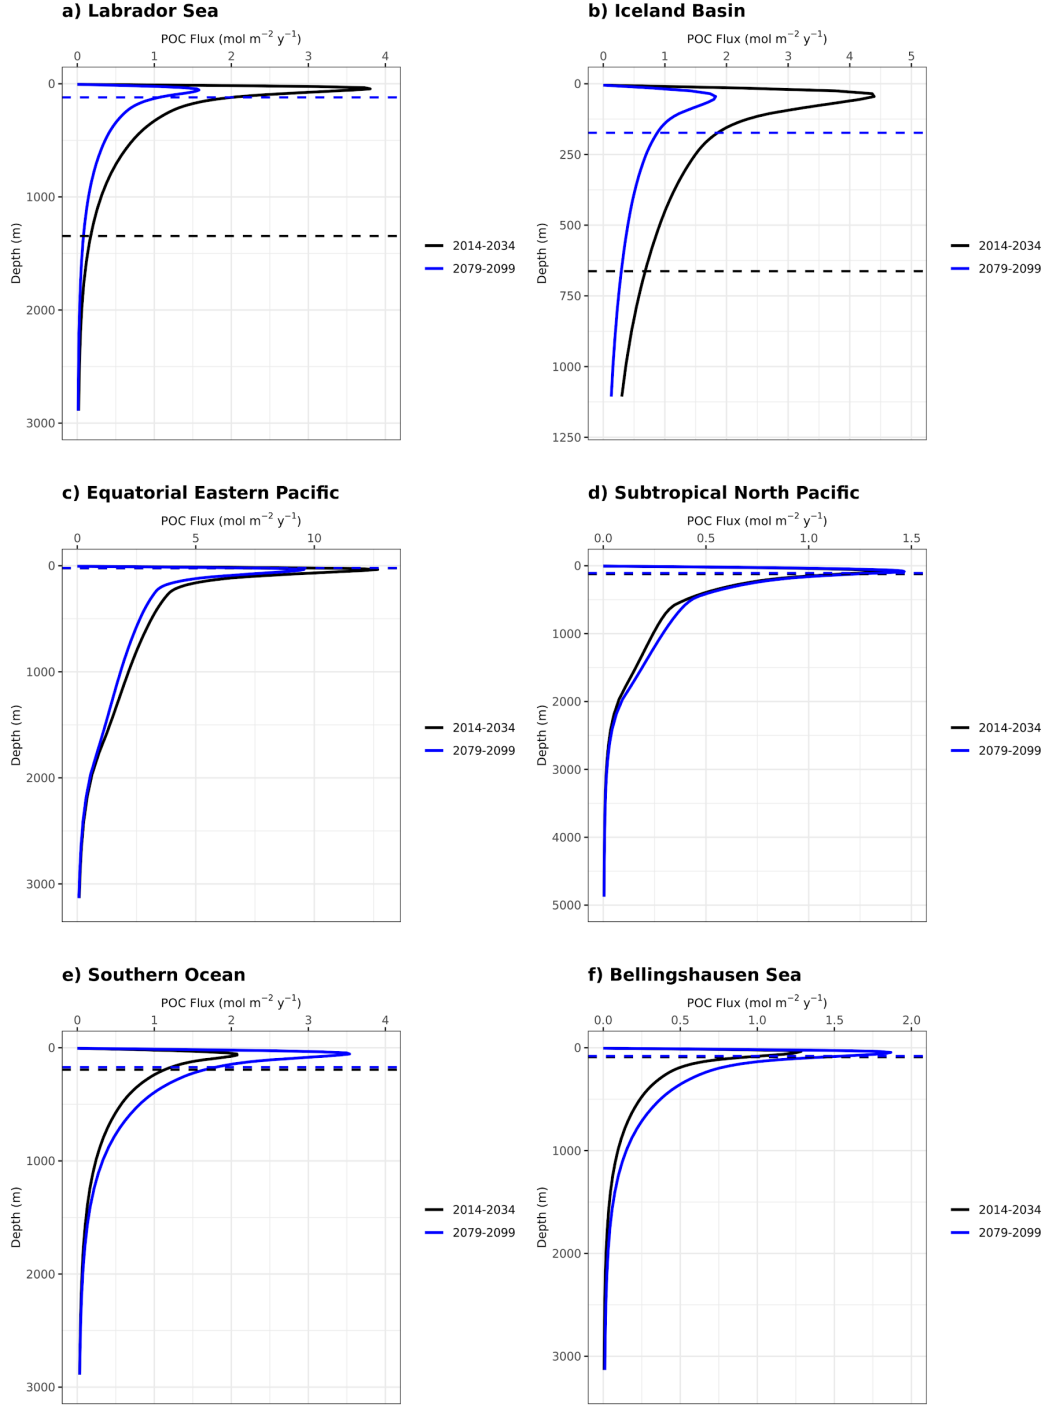 a) Labrador Sea
POC Flux (mol m⁻² y⁻¹)
0 1 2 3 4
0
1000
2000
3000
Depth (m)
2014-2034
2079-2099
b) Iceland Basin
POC Flux (mol m⁻² y⁻¹)
0 1 2 3 4 5
0
250
500
750
1000
1250
Depth (m)
2014-2034
2079-2099
c) Equatorial Eastern Pacific
POC Flux (mol m⁻² y⁻¹)
0 5 10
0
1000
2000
3000
Depth (m)
2014-2034
2079-2099
d) Subtropical North Pacific
POC Flux (mol m⁻² y⁻¹)
0.0 0.5 1.0 1.5
0
1000
2000
3000
4000
5000
Depth (m)
2014-2034
2079-2099
e) Southern Ocean
POC Flux (mol m⁻² y⁻¹)
0 1 2 3 4
0
1000
2000
3000
Depth (m)
2014-2034
2079-2099
f) Bellingshausen Sea
POC Flux (mol m⁻² y⁻¹)
0.0 0.5 1.0 1.5 2.0
0
1000
2000
3000
Depth (m)
2014-2034
2079-2099